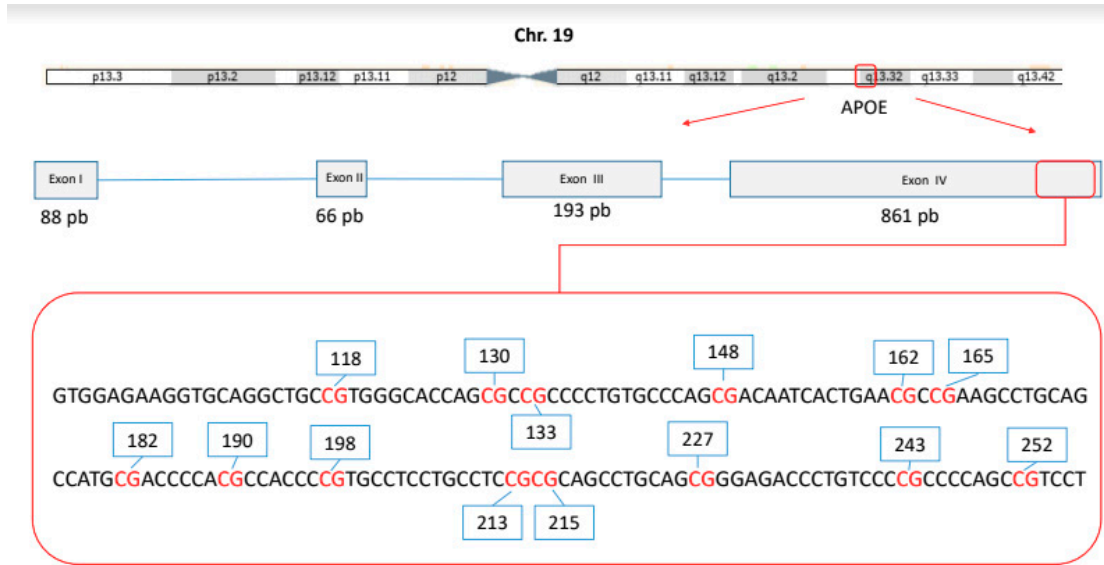 Chr. 19
p13.3 p13.2 p13.12 p13.11 p12 q12 q13.11 q13.12 q13.2 q13.32 q13.33 q13.42
APOE
Exon I Exon II Exon III Exon IV
88 pb 66 pb 193 pb 861 pb
118 130 148 162 165
GTGGAGAAGGTGCAGGCTGCCGTGGGCACCAGCGCCGCCCCTGTGCCCAGCGACAATCACTGAACGCCGAAGCCTGCAG
133
182 190 198 227 243 252
CCATGCGACCCCACGCCACCCCGTGCCTCCTGCCTCCGCGCAGCCTGCAGCGGGAGACCCTGTCCCCGCCCCAGCCGTCCT
213 215